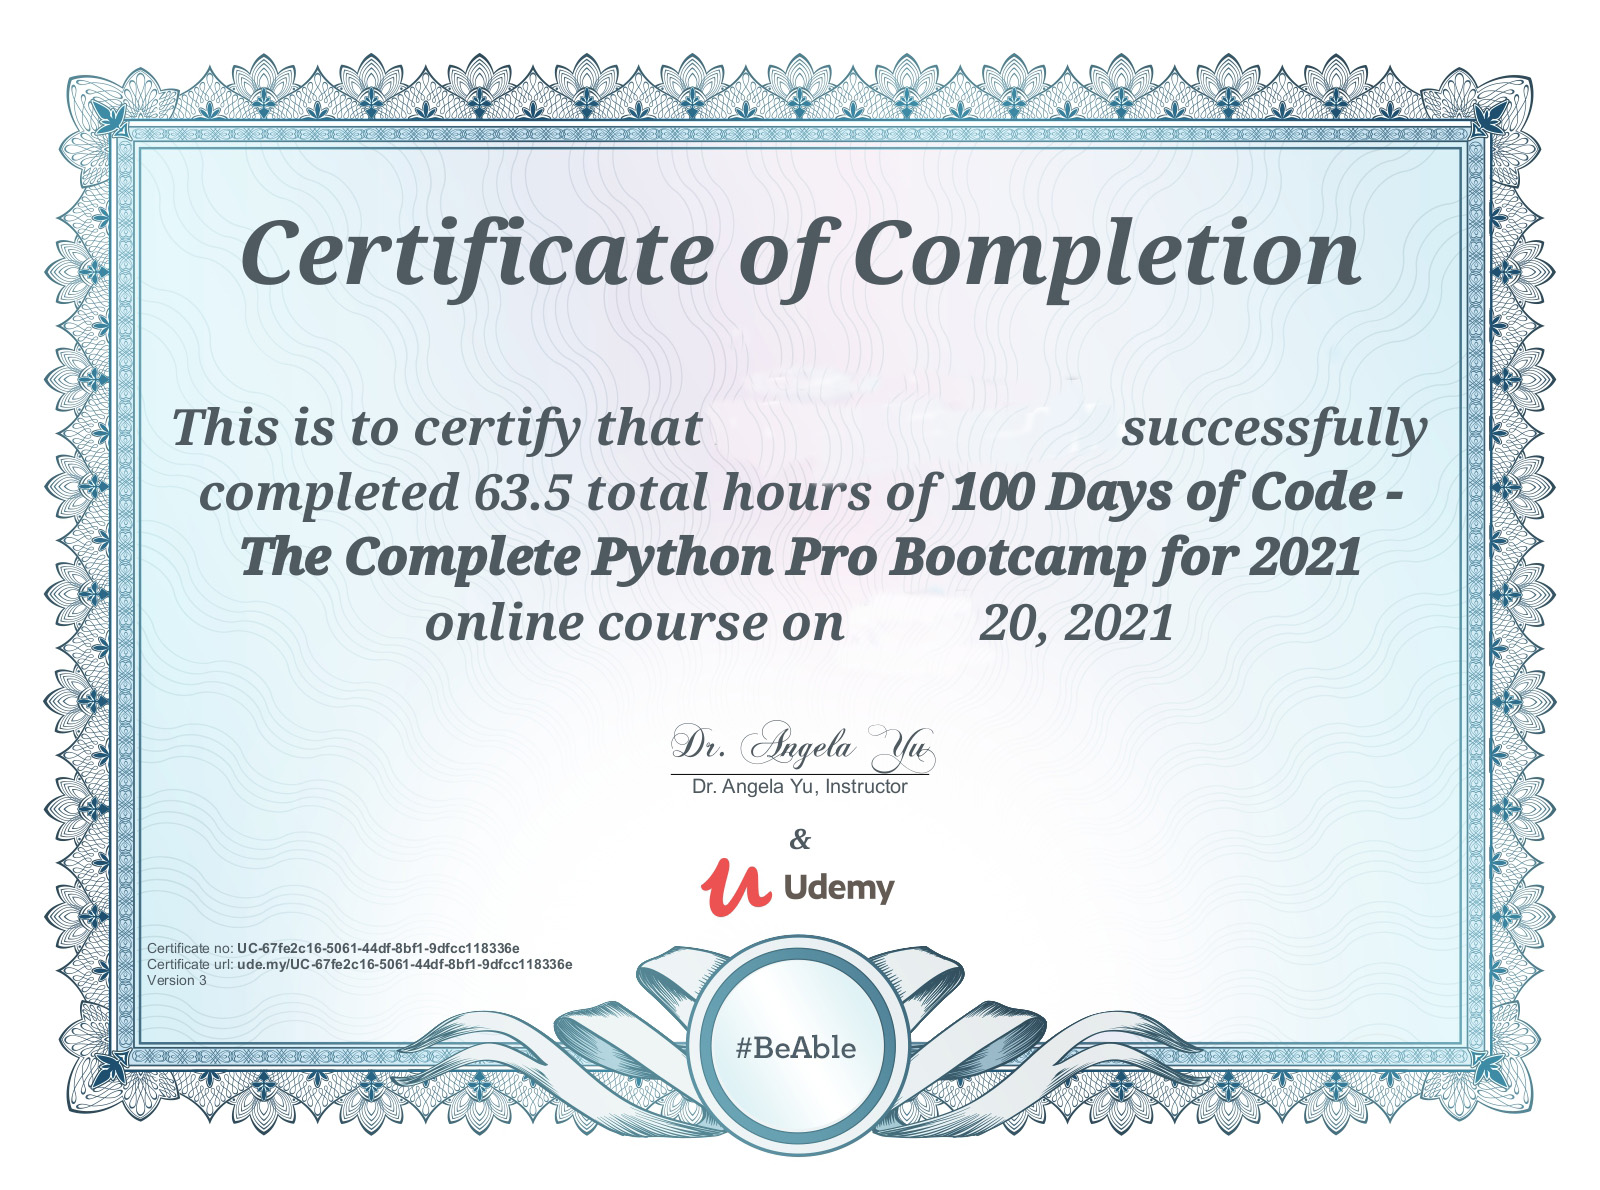 Certificate of Completion
This is to certify that successfully
completed 63.5 total hours of 100 Days of Code -
The Complete Python Pro Bootcamp for 2021
online course on 20, 2021
Dr. Angela Yu
Dr. Angela Yu, Instructor
&
Udemy
Certificate no: UC-67fe2c16-5061-44df-8bf1-9dfcc118336e
Certificate url: ude.my/UC-67fe2c16-5061-44df-8bf1-9dfcc118336e
Version 3
#BeAble